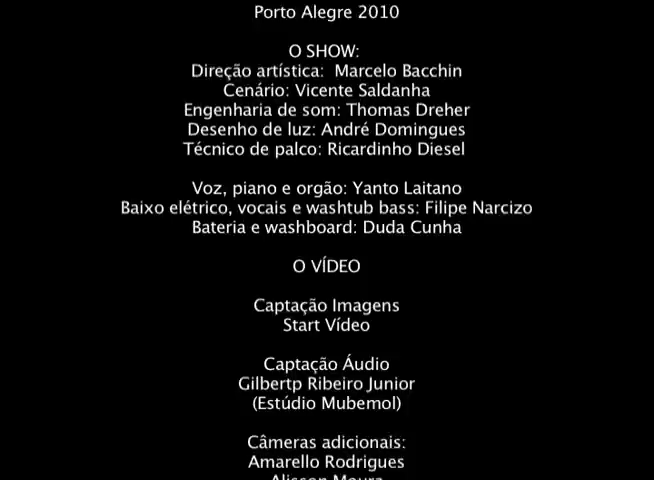 Porto Alegre 2010
O SHOW:
Direção artística: Marcelo Bacchin
Cenário: Vicente Saldanha
Engenharia de som: Thomas Dreher
Desenho de luz: André Domingues
Técnico de palco: Ricardinho Diesel
Voz, piano e orgão: Yanto Laitano
Baixo elétrico, vocais e washtub bass: Filipe Narcizo
Bateria e washboard: Duda Cunha
O VÍDEO
Captação Imagens
Start Vídeo
Captação Áudio
Gilbertp Ribeiro Junior
(Estúdio Mubemol)
Câmeras adicionais:
Amarello Rodrigues
Alisson Moura